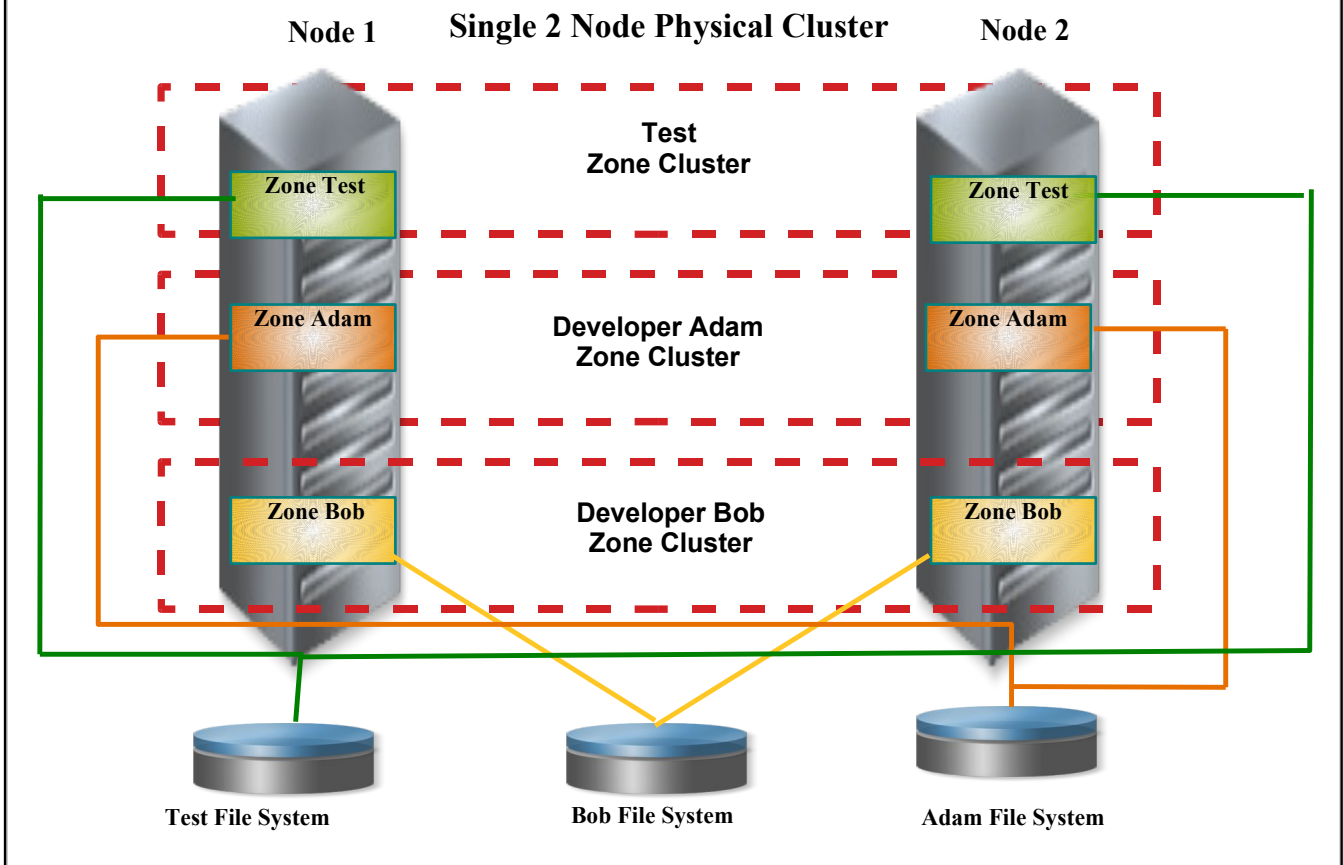 Single 2 Node Physical Cluster
Node 1
Node 2
Test
Zone Cluster
Zone Test
Zone Test
Zone Adam
Developer Adam
Zone Cluster
Zone Adam
Zone Bob
Developer Bob
Zone Cluster
Zone Bob
Test File System
Bob File System
Adam File System